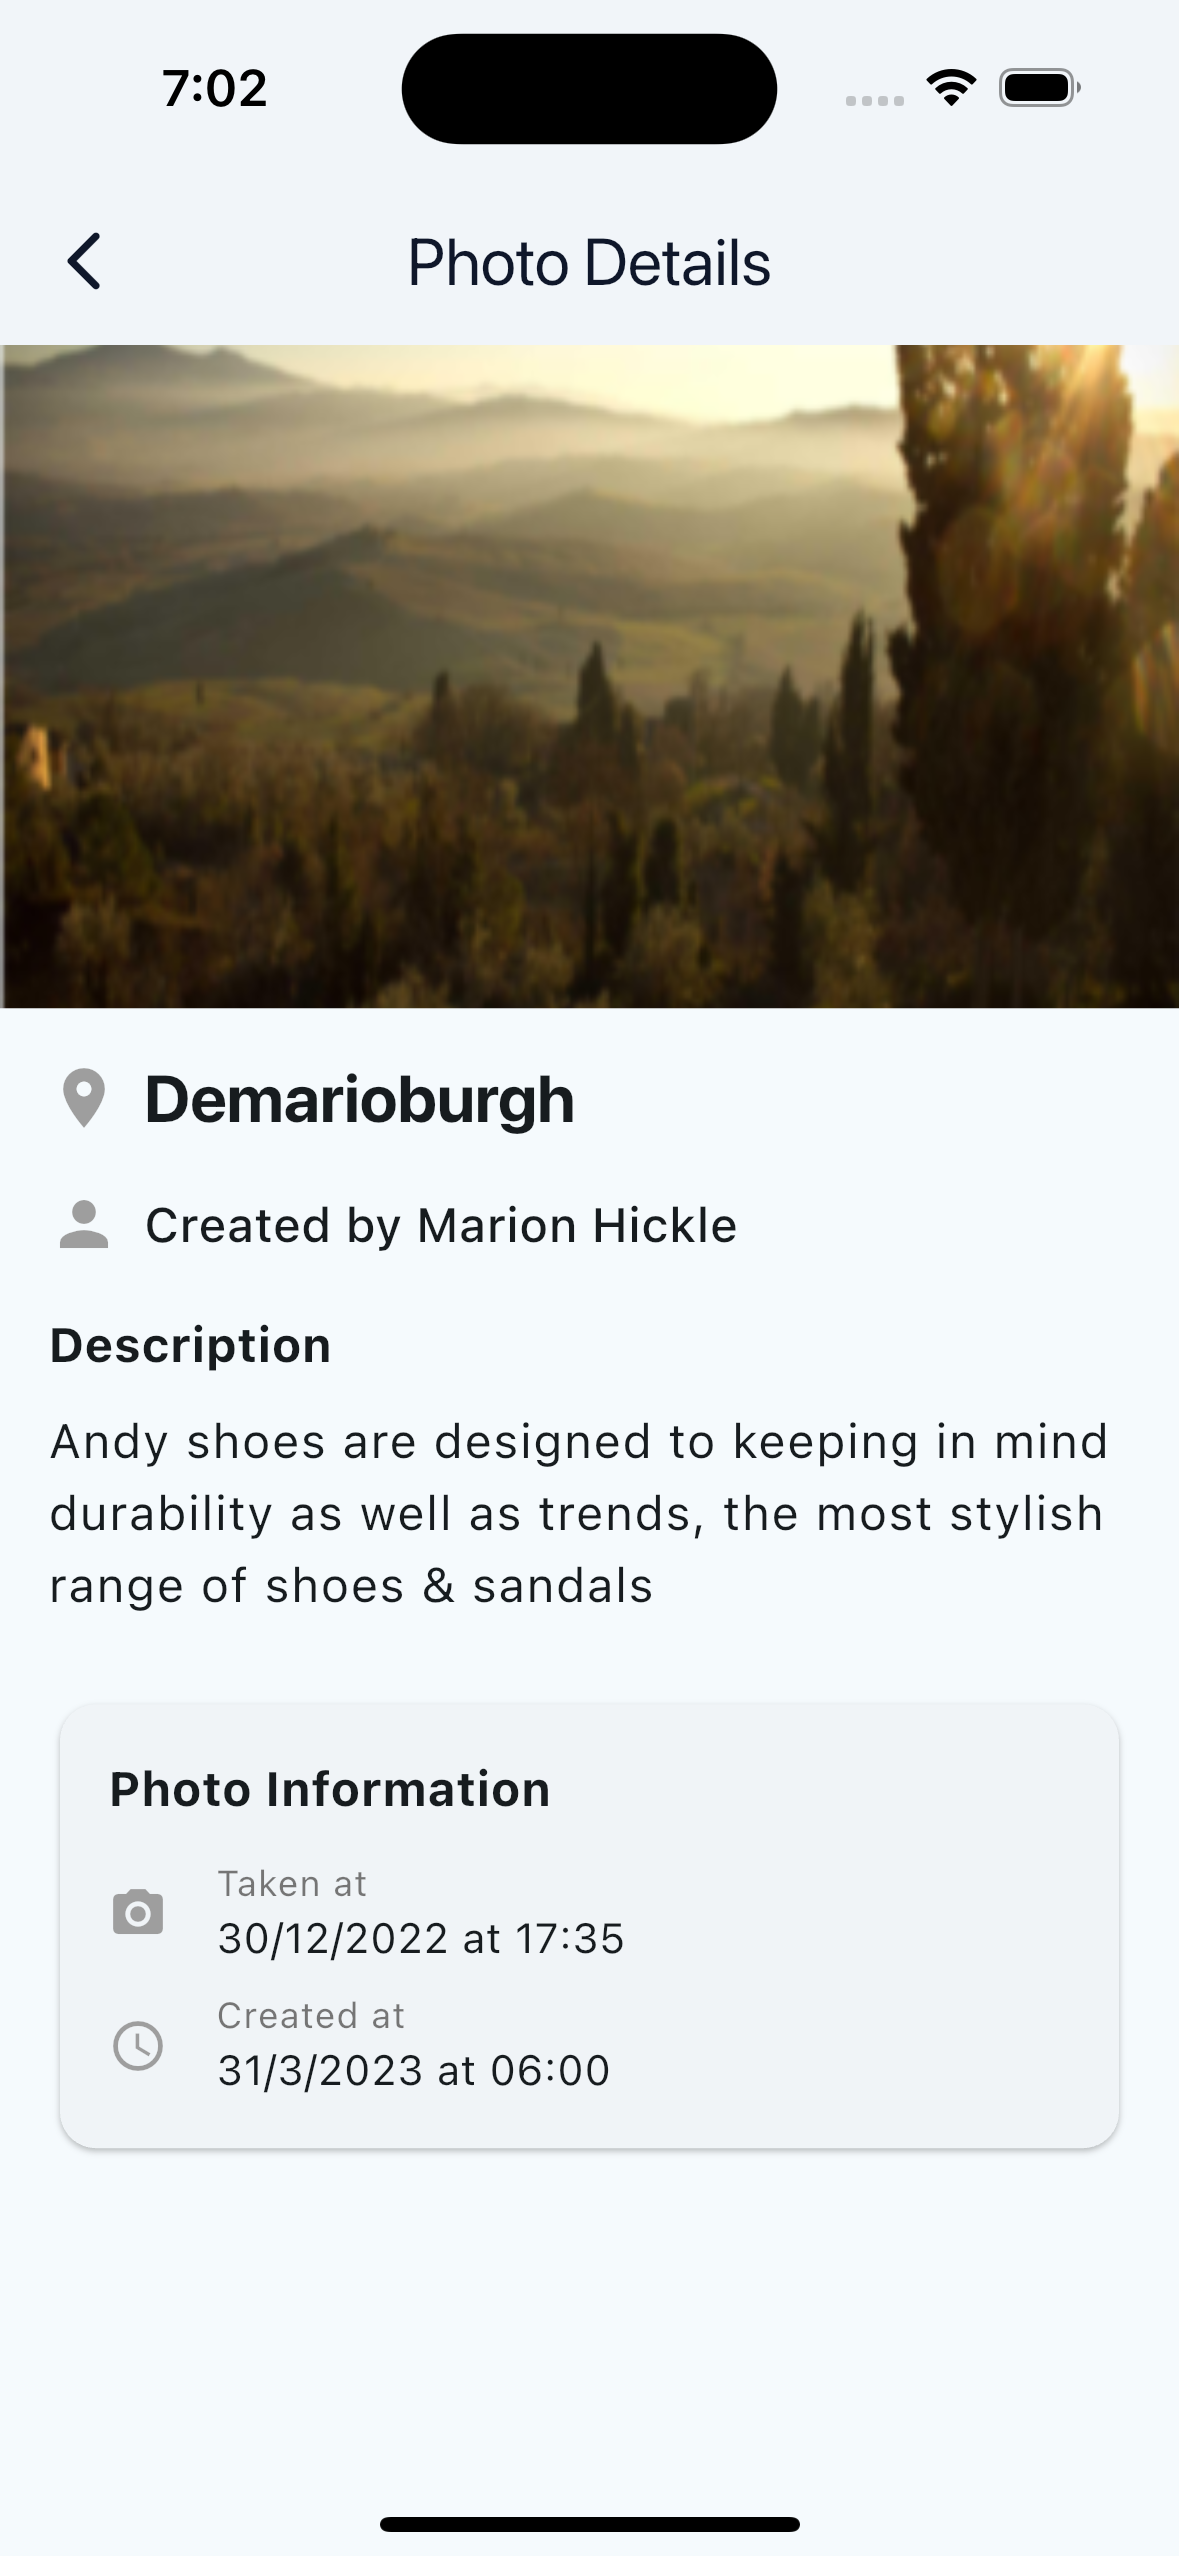 7:02
Photo Details
Demarioburgh
Created by Marion Hickle
Description
Andy shoes are designed to keeping in mind
durability as well as trends, the most stylish
range of shoes & sandals
Photo Information
Taken at
30/12/2022 at 17:35
Created at
31/3/2023 at 06:00